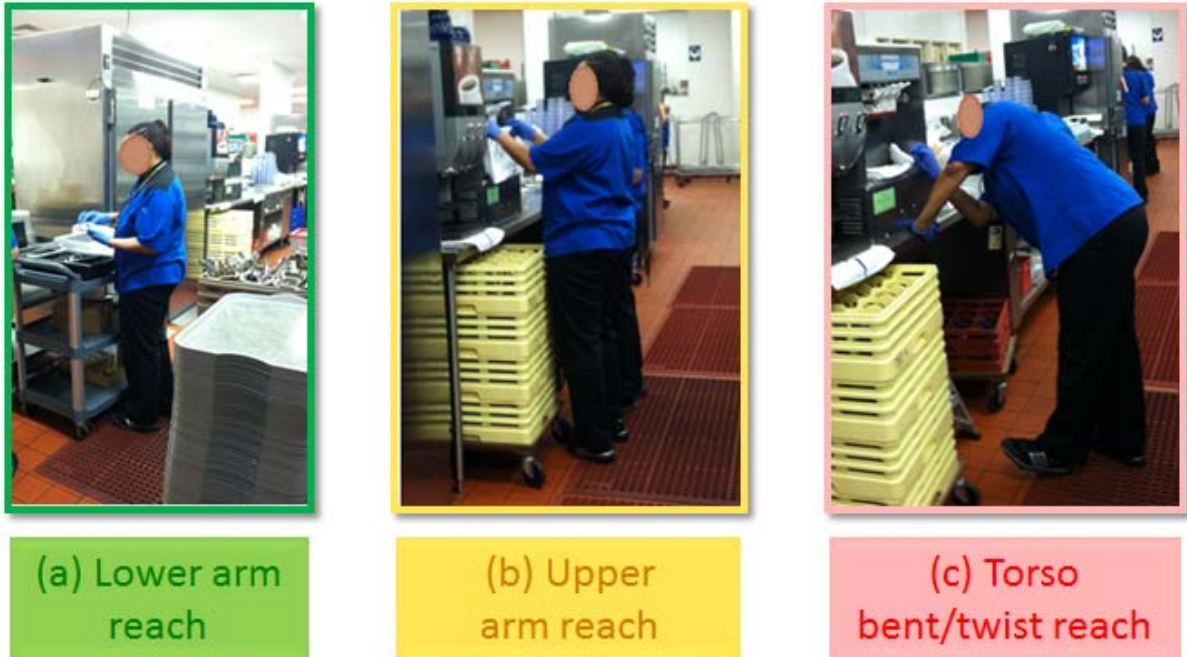 (a) Lower arm
reach
(b) Upper
arm reach
(c) Torso
bent/twist reach